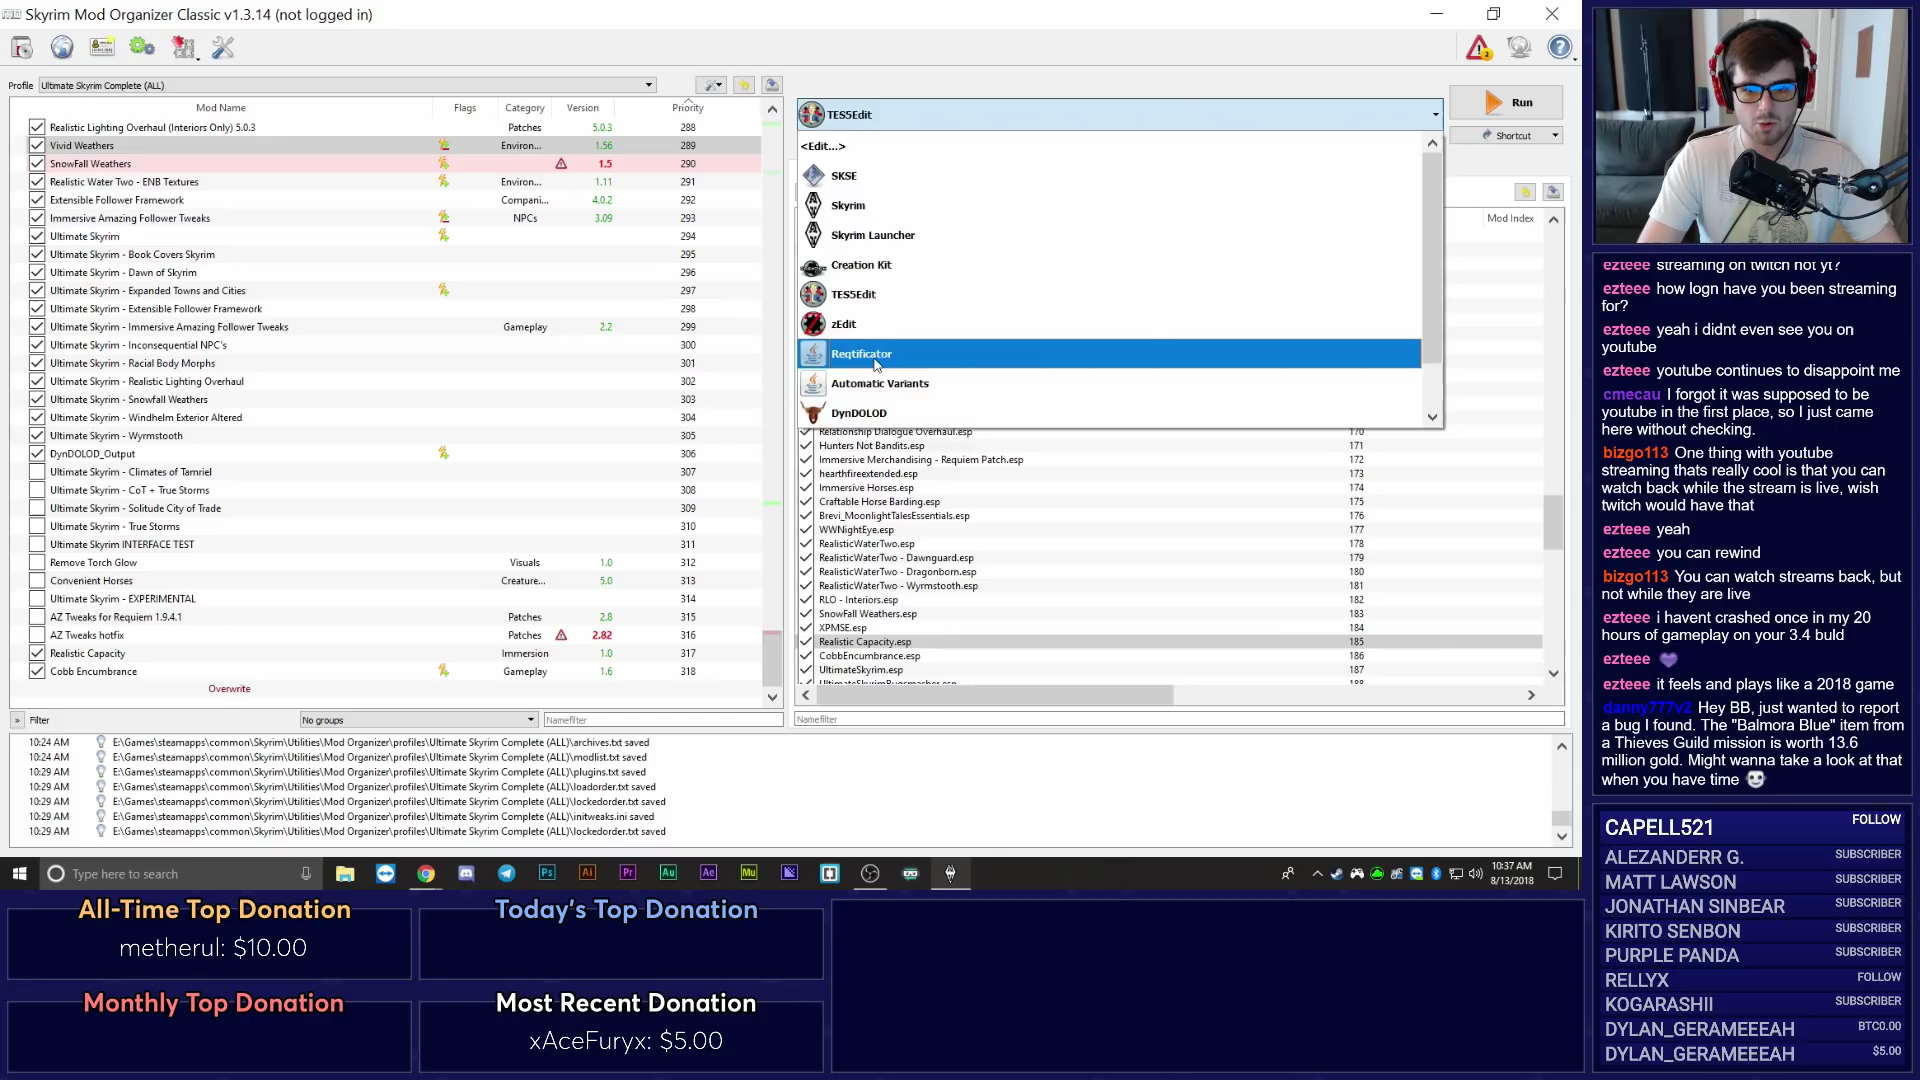 Skyrim Mod Organizer Classic v1.3.14 (not logged in)
Profile
Ultimate Skyrim Complete (ALL)
Mod Name Flags Category Version Priority
Realistic Lighting Overhaul (Interiors Only) 5.0.3 Patches 5.0.3 288
Vivid Weathers Environ... 1.56 289
SnowFall Weathers 1.5 290
Realistic Water Two - ENB Textures Environ... 1.11 291
Extensible Follower Framework Compani... 4.0.2 292
Immersive Amazing Follower Tweaks NPCs 3.09 293
Ultimate Skyrim 294
Ultimate Skyrim - Book Covers Skyrim 295
Ultimate Skyrim - Dawn of Skyrim 296
Ultimate Skyrim - Expanded Towns and Cities 297
Ultimate Skyrim - Extensible Follower Framework 298
Ultimate Skyrim - Immersive Amazing Follower Tweaks Gameplay 2.2 299
Ultimate Skyrim - Inconsequential NPC's 300
Ultimate Skyrim - Racial Body Morphs 301
Ultimate Skyrim - Realistic Lighting Overhaul 302
Ultimate Skyrim - Snowfall Weathers 303
Ultimate Skyrim - Windhelm Exterior Altered 304
Ultimate Skyrim - Wyrmstooth 305
DynDOLOD_Output 306
Ultimate Skyrim - Climates of Tamriel 307
Ultimate Skyrim - CoT + True Storms 308
Ultimate Skyrim - Solitude City of Trade 309
Ultimate Skyrim - True Storms 310
Ultimate Skyrim INTERFACE TEST 311
Remove Torch Glow Visuals 1.0 312
Convenient Horses Creature... 5.0 313
Ultimate Skyrim - EXPERIMENTAL 314
AZ Tweaks for Requiem 1.9.4.1 Patches 2.8 315
AZ Tweaks hotfix Patches 2.82 316
Realistic Capacity Immersion 1.0 317
Cobb Encumbrance Gameplay 1.6 318
Overwrite
» Filter
No groups
Namefilter
TES5Edit
Run
Shortcut
<Edit...>
SKSE
Skyrim
Skyrim Launcher
Creation Kit
TES5Edit
zEdit
Reqtificator
Automatic Variants
DynDOLOD
Mod Index
Relationship Dialogue Overhaul.esp 170
Hunters Not Bandits.esp 171
Immersive Merchandising - Requiem Patch.esp 172
hearthfireextended.esp 173
Immersive Horses.esp 174
Craftable Horse Barding.esp 175
Brevi_MoonlightTalesEssentials.esp 176
WWNightEye.esp 177
RealisticWaterTwo.esp 178
RealisticWaterTwo - Dawnguard.esp 179
RealisticWaterTwo - Dragonborn.esp 180
RealisticWaterTwo - Wyrmstooth.esp 181
RLO - Interiors.esp 182
SnowFall Weathers.esp 183
XPMSE.esp 184
Realistic Capacity.esp 185
CobbEncumbrance.esp 186
UltimateSkyrim.esp 187
UltimateSkyrimBugsmasher.esp 188
Namefilter
10:24 AM E:\Games\steamapps\common\Skyrim\Utilities\Mod Organizer\profiles\Ultimate Skyrim Complete (ALL)\archives.txt saved
10:24 AM E:\Games\steamapps\common\Skyrim\Utilities\Mod Organizer\profiles\Ultimate Skyrim Complete (ALL)\modlist.txt saved
10:29 AM E:\Games\steamapps\common\Skyrim\Utilities\Mod Organizer\profiles\Ultimate Skyrim Complete (ALL)\plugins.txt saved
10:29 AM E:\Games\steamapps\common\Skyrim\Utilities\Mod Organizer\profiles\Ultimate Skyrim Complete (ALL)\loadorder.txt saved
10:29 AM E:\Games\steamapps\common\Skyrim\Utilities\Mod Organizer\profiles\Ultimate Skyrim Complete (ALL)\lockedorder.txt saved
10:29 AM E:\Games\steamapps\common\Skyrim\Utilities\Mod Organizer\profiles\Ultimate Skyrim Complete (ALL)\initweaks.ini saved
10:29 AM E:\Games\steamapps\common\Skyrim\Utilities\Mod Organizer\profiles\Ultimate Skyrim Complete (ALL)\lockedorder.txt saved
Type here to search
Ps Ai Pr Au Ae Mu
10:37 AM
8/13/2018
All-Time Top Donation
metherul: $10.00
Today's Top Donation
Monthly Top Donation
Most Recent Donation
xAceFuryx: $5.00
ezteee streaming on twitch not yt?
ezteee how logn have you been streaming
for?
ezteee yeah i didnt even see you on
youtube
ezteee youtube continues to disappoint me
cmecau I forgot it was supposed to be
youtube in the first place, so I just came
here without checking.
bizgo113 One thing with youtube
streaming thats really cool is that you can
watch back while the stream is live, wish
twitch would have that
ezteee yeah
ezteee you can rewind
bizgo113 You can watch streams back, but
not while they are live
ezteee i havent crashed once in my 20
hours of gameplay on your 3.4 buld
ezteee
ezteee it feels and plays like a 2018 game
danny777v2 Hey BB, just wanted to report
a bug I found. The "Balmora Blue" item from
a Thieves Guild mission is worth 13.6
million gold. Might wanna take a look at that
when you have time
CAPELL521 FOLLOW
ALEZANDERR G. SUBSCRIBER
MATT LAWSON SUBSCRIBER
JONATHAN SINBEAR SUBSCRIBER
KIRITO SENBON SUBSCRIBER
PURPLE PANDA SUBSCRIBER
RELLYX FOLLOW
KOGARASHII SUBSCRIBER
DYLAN_GERAMEEEAH BTC0.00
DYLAN_GERAMEEEAH $5.00